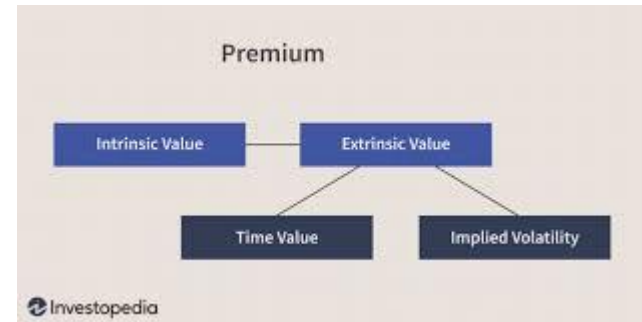 Premium
Intrinsic Value
Extrinsic Value
Time Value
Implied Volatility
Investopedia